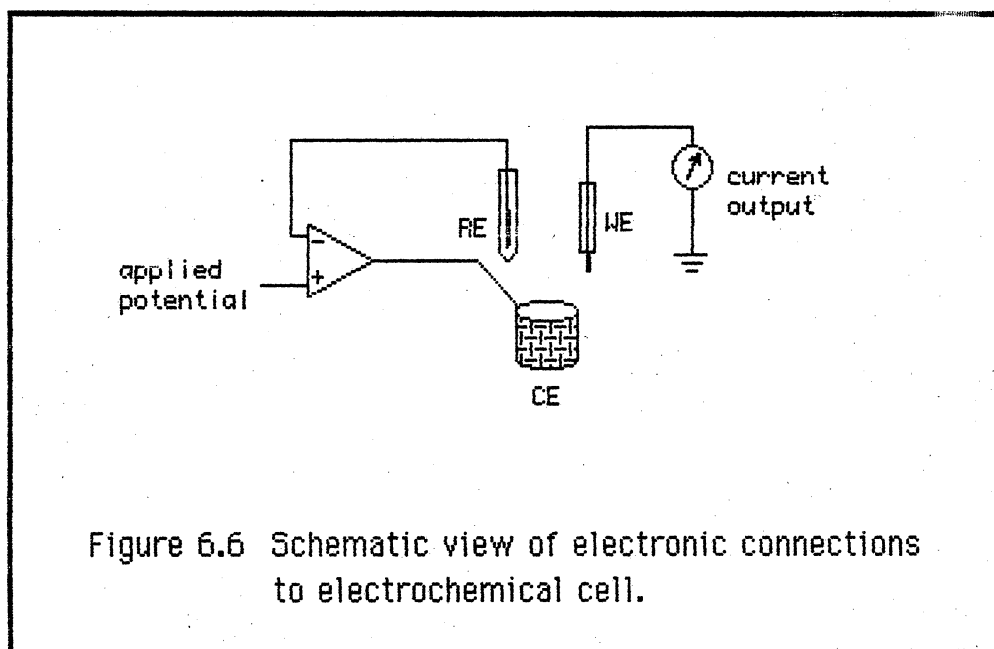 current
output
RE
WE
−
+
applied
potential
CE
Figure 6.6 Schematic view of electronic connections
to electrochemical cell.